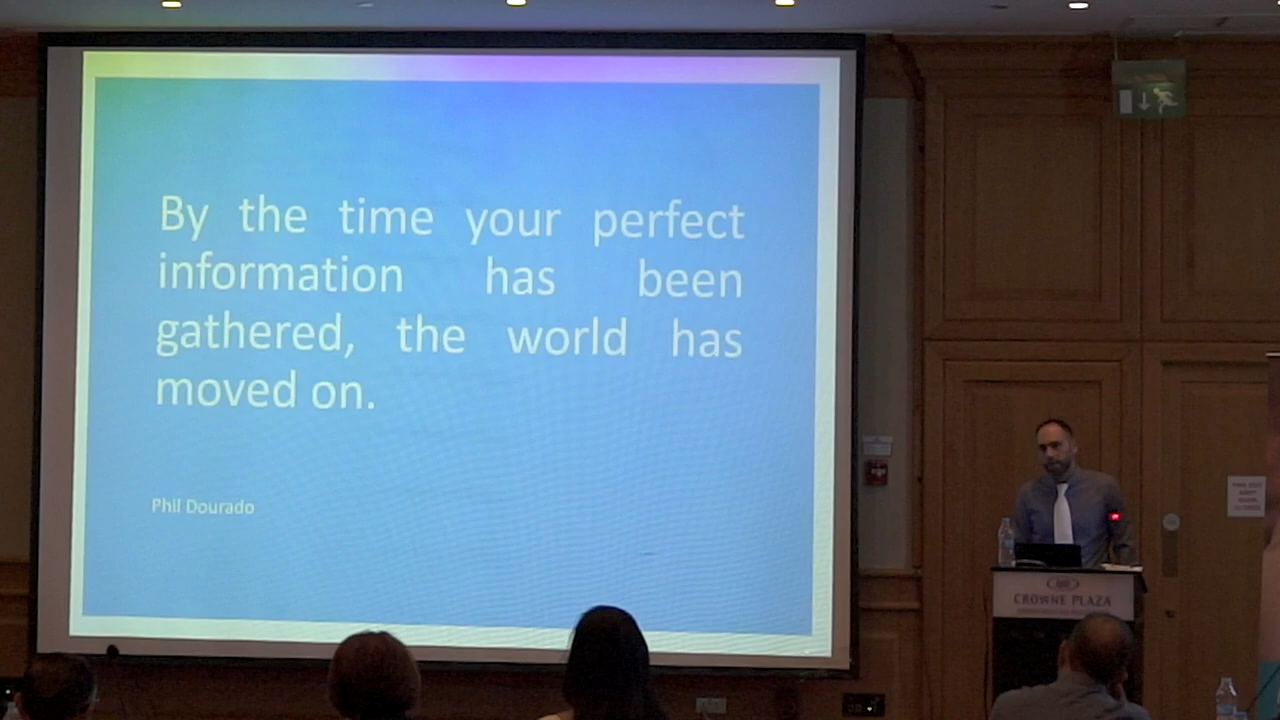 By the time your perfect
information has been
gathered, the world has
moved on.
Phil Dourado
CROWNE PLAZA